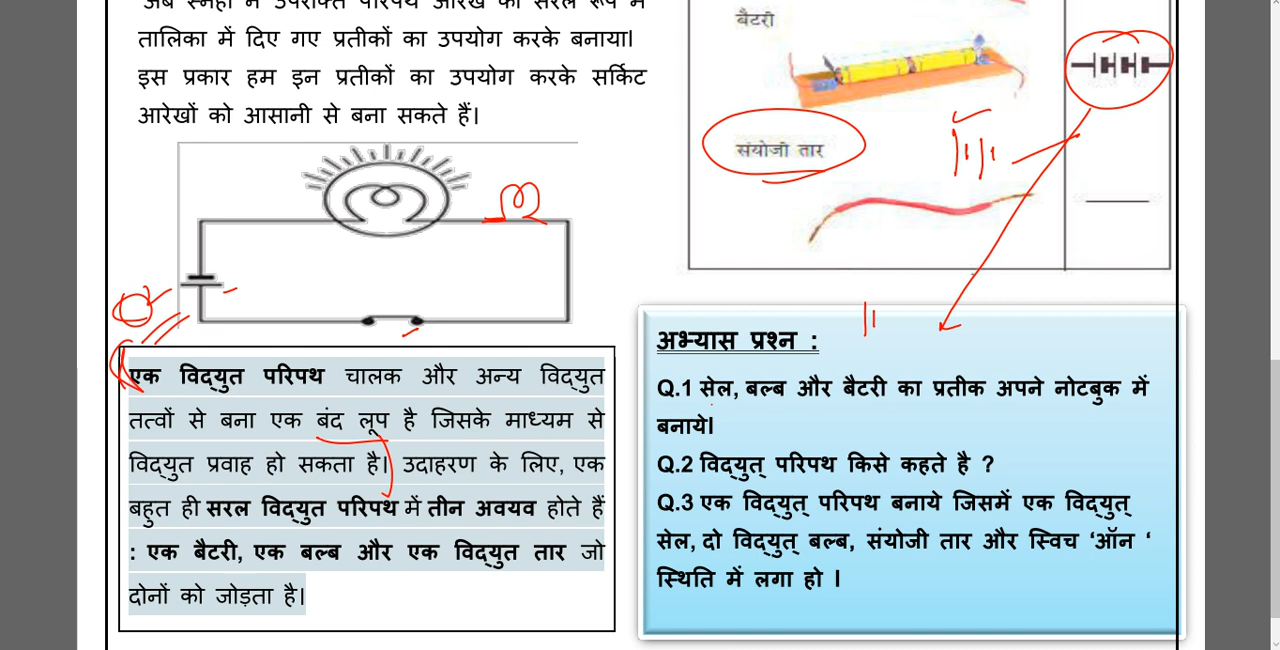 तालिका में दिए गए प्रतीकों का उपयोग करके बनाया।
इस प्रकार हम इन प्रतीकों का उपयोग करके सर्किट
आरेखों को आसानी से बना सकते हैं।
एक विद्युत परिपथ चालक और अन्य विद्युत
तत्वों से बना एक बंद लूप है जिसके माध्यम से
विद्युत प्रवाह हो सकता है। उदाहरण के लिए, एक
बहुत ही सरल विद्युत परिपथ में तीन अवयव होते हैं
: एक बैटरी, एक बल्ब और एक विद्युत तार जो
दोनों को जोड़ता है।
बैटरी
संयोजी तार
अभ्यास प्रश्न :
Q.1 सेल, बल्ब और बैटरी का प्रतीक अपने नोटबुक में
बनाये।
Q.2 विद्युत् परिपथ किसे कहते है ?
Q.3 एक विद्युत् परिपथ बनाये जिसमें एक विद्युत्
सेल, दो विद्युत् बल्ब, संयोजी तार और स्विच ‘ऑन ‘
स्थिति में लगा हो ।